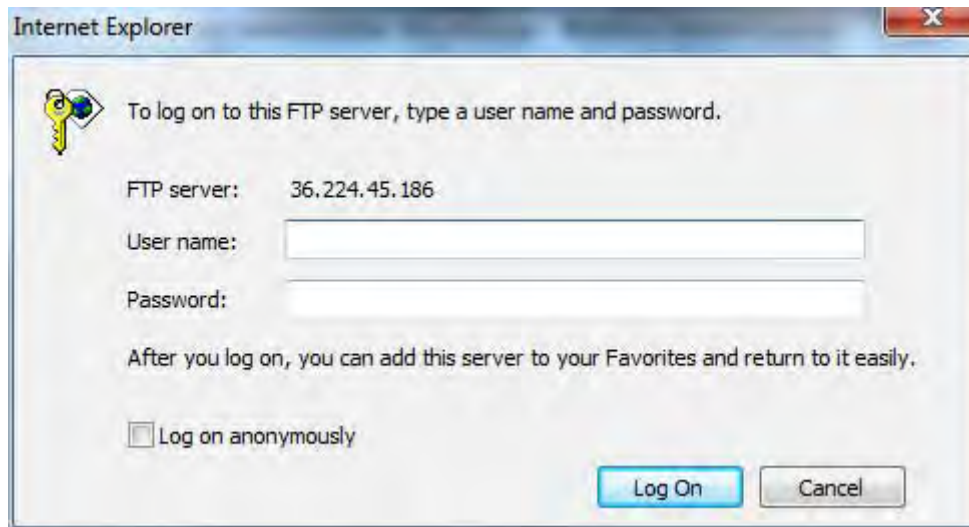 Internet Explorer
To log on to this FTP server, type a user name and password.
FTP server: 36.224.45.186
User name:
Password:
After you log on, you can add this server to your Favorites and return to it easily.
Log on anonymously
Log On Cancel